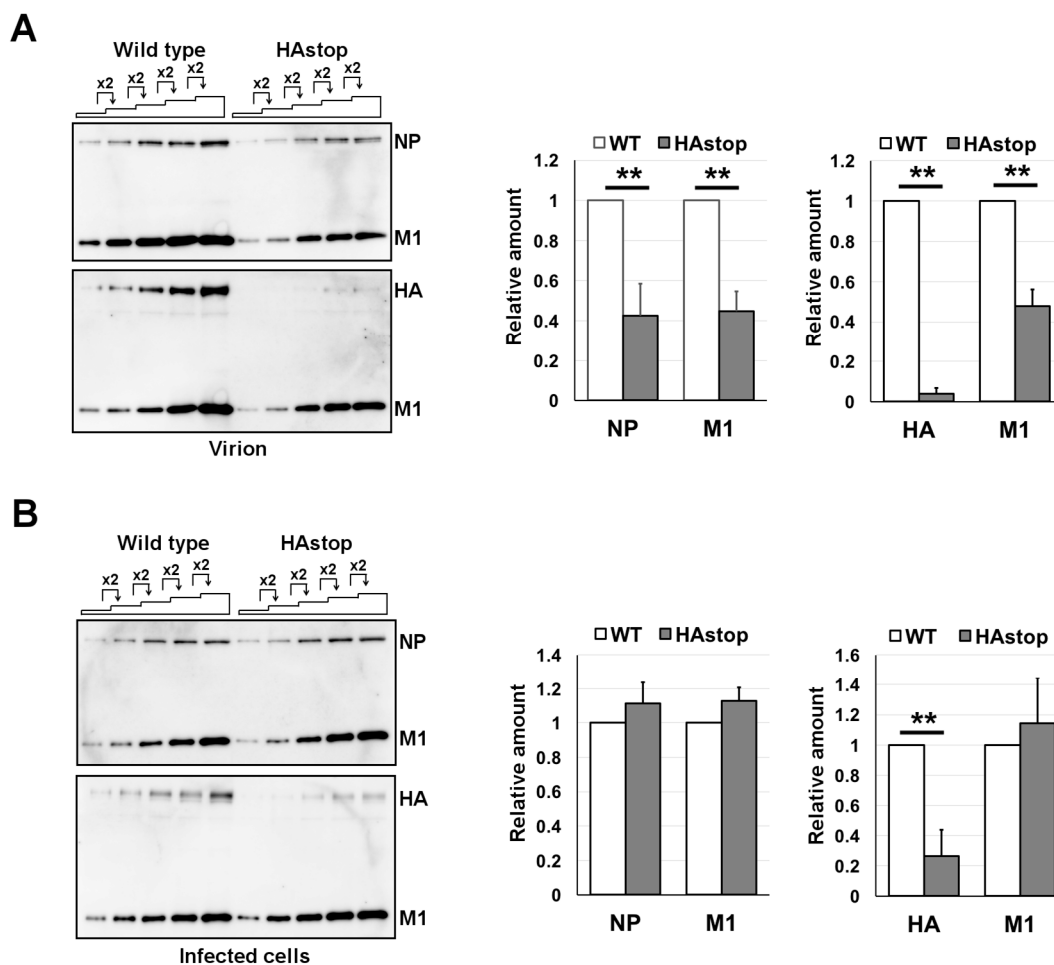 A
Wild type HAstop
x2 x2 x2 x2 x2 x2 x2 x2
NP
M1
HA
M1
Virion
WT HAstop
Relative amount
1.2
1
0.8
0.6
0.4
0.2
0
** **
NP M1
WT HAstop
Relative amount
1.2
1
0.8
0.6
0.4
0.2
0
** **
HA M1
B
Wild type HAstop
x2 x2 x2 x2 x2 x2 x2 x2
NP
M1
HA
M1
Infected cells
WT HAstop
Relative amount
1.4
1.2
1
0.8
0.6
0.4
0.2
0
NP M1
WT HAstop
Relative amount
1.6
1.4
1.2
1
0.8
0.6
0.4
0.2
0
**
HA M1